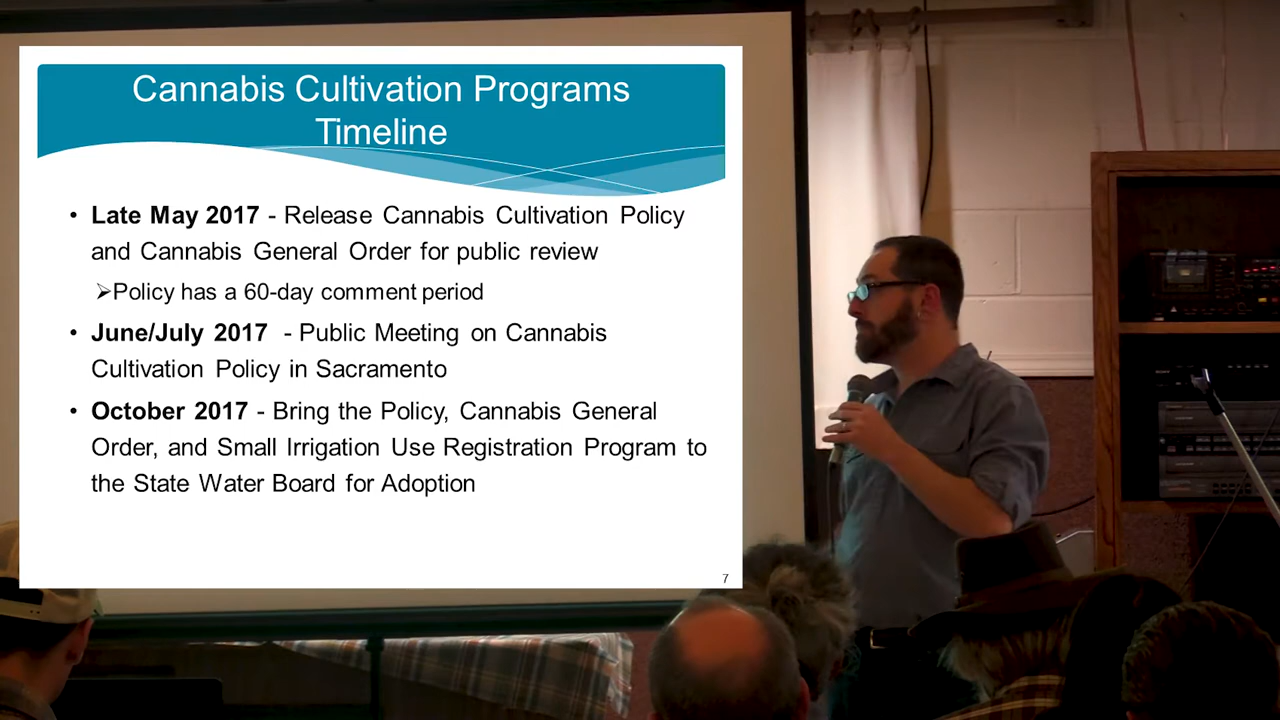 Cannabis Cultivation Programs
Timeline
• Late May 2017 - Release Cannabis Cultivation Policy
and Cannabis General Order for public review
➢Policy has a 60-day comment period
• June/July 2017 - Public Meeting on Cannabis
Cultivation Policy in Sacramento
• October 2017 - Bring the Policy, Cannabis General
Order, and Small Irrigation Use Registration Program to
the State Water Board for Adoption
7